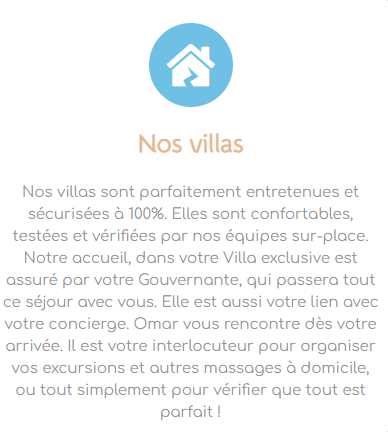 Nos villas
Nos villas sont parfaitement entretenues et
sécurisées à 100%. Elles sont confortables,
testées et vérifiées par nos équipes sur-place.
Notre accueil, dans votre Villa exclusive est
assuré par votre Gouvernante, qui passera tout
ce séjour avec vous. Elle est aussi votre lien avec
votre concierge. Omar vous rencontre dès votre
arrivée. Il est votre interlocuteur pour organiser
vos excursions et autres massages à domicile,
ou tout simplement pour vérifier que tout est
parfait !